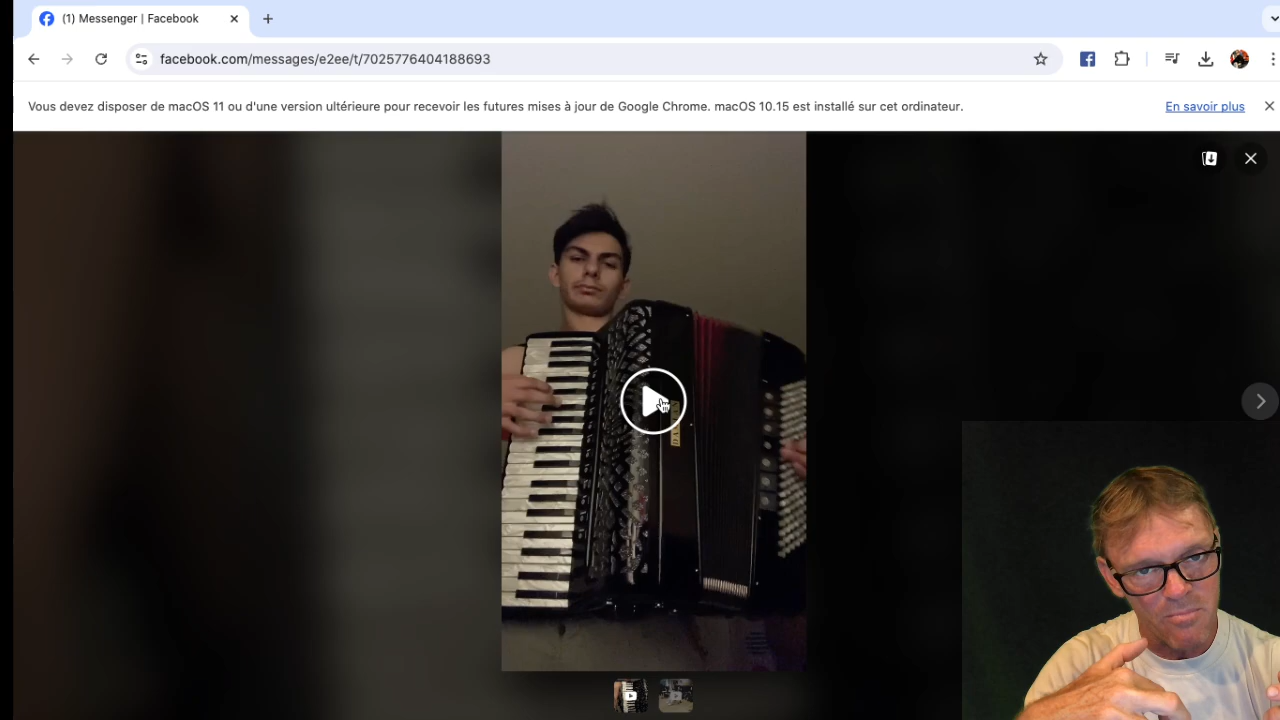 (1) Messenger | Facebook
facebook.com/messages/e2ee/t/7025776404188693
Vous devez disposer de macOS 11 ou d'une version ultérieure pour recevoir les futures mises à jour de Google Chrome. macOS 10.15 est installé sur cet ordinateur.
En savoir plus